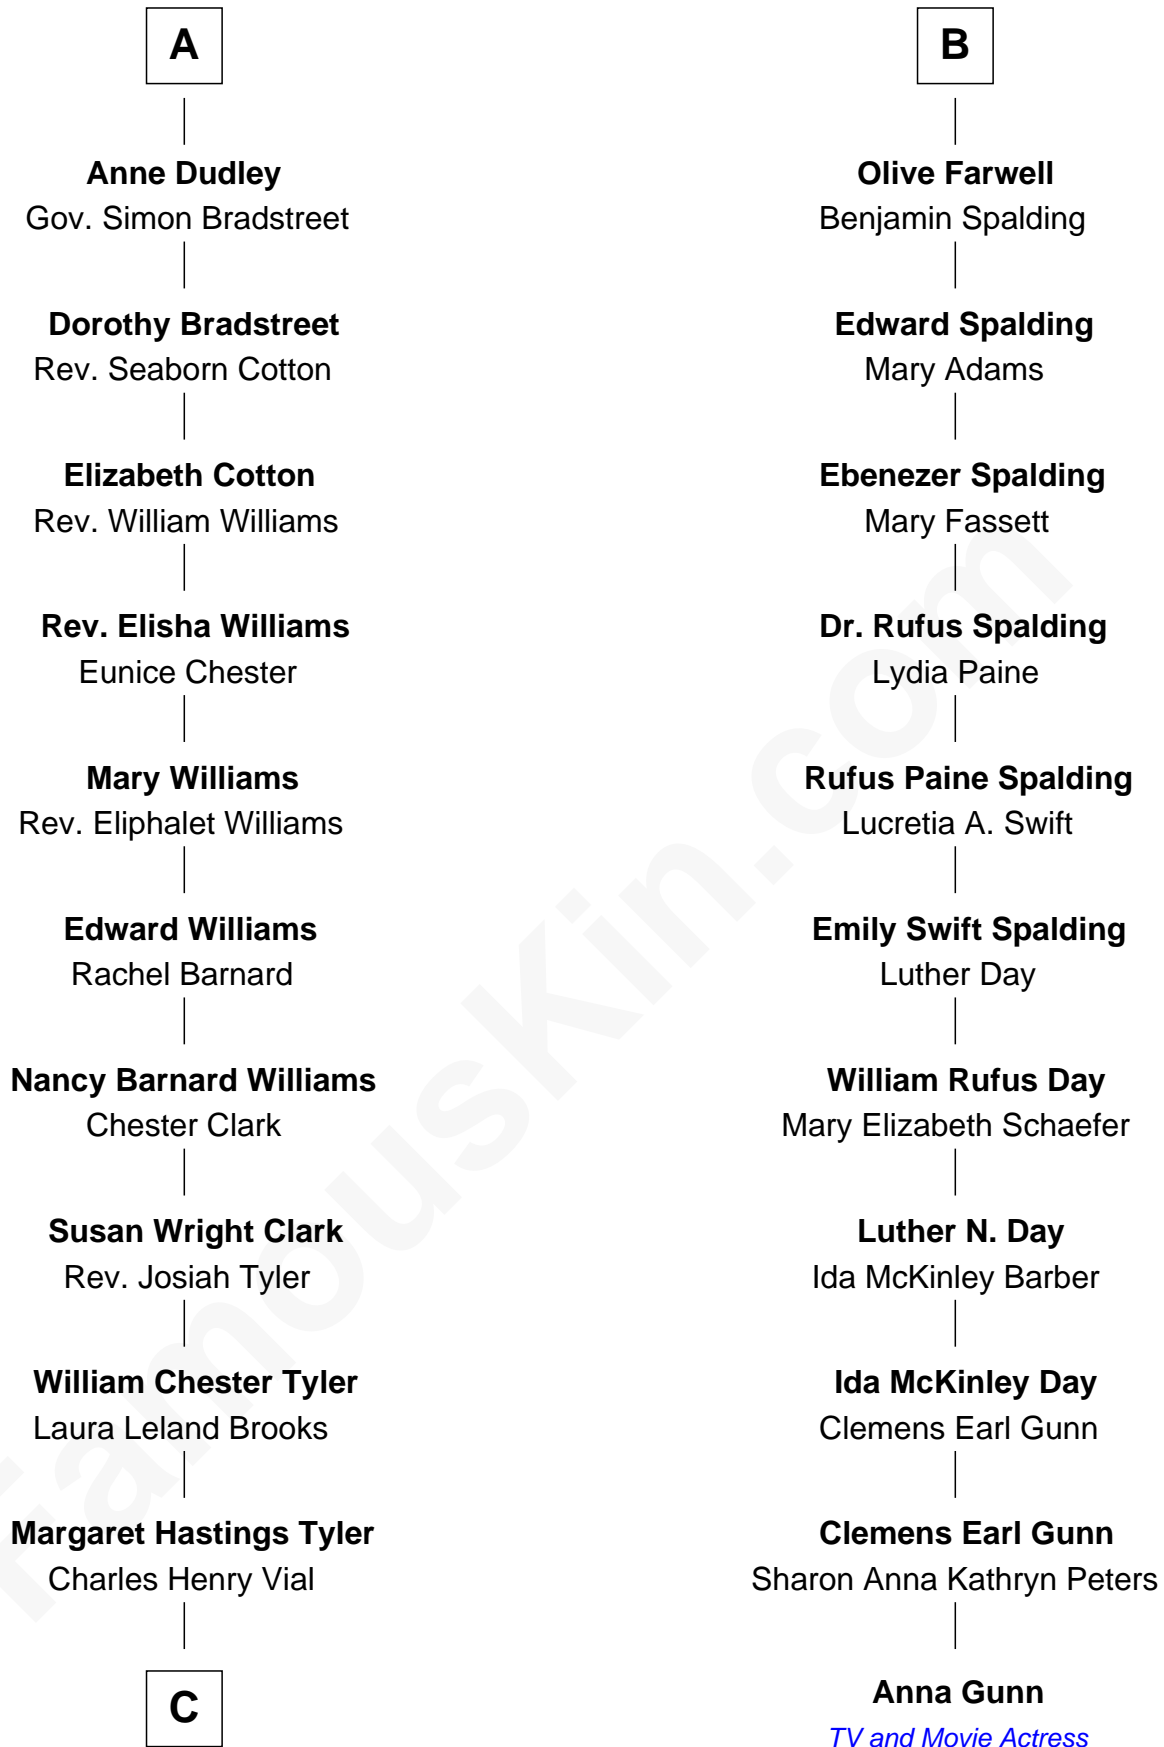 A
Anne Dudley
Gov. Simon Bradstreet
Dorothy Bradstreet
Rev. Seaborn Cotton
Elizabeth Cotton
Rev. William Williams
Rev. Elisha Williams
Eunice Chester
Mary Williams
Rev. Eliphalet Williams
Edward Williams
Rachel Barnard
Nancy Barnard Williams
Chester Clark
Susan Wright Clark
Rev. Josiah Tyler
William Chester Tyler
Laura Leland Brooks
Margaret Hastings Tyler
Charles Henry Vial
C
B
Olive Farwell
Benjamin Spalding
Edward Spalding
Mary Adams
Ebenezer Spalding
Mary Fassett
Dr. Rufus Spalding
Lydia Paine
Rufus Paine Spalding
Lucretia A. Swift
Emily Swift Spalding
Luther Day
William Rufus Day
Mary Elizabeth Schaefer
Luther N. Day
Ida McKinley Barber
Ida McKinley Day
Clemens Earl Gunn
Clemens Earl Gunn
Sharon Anna Kathryn Peters
Anna Gunn
TV and Movie Actress
famouskin.com